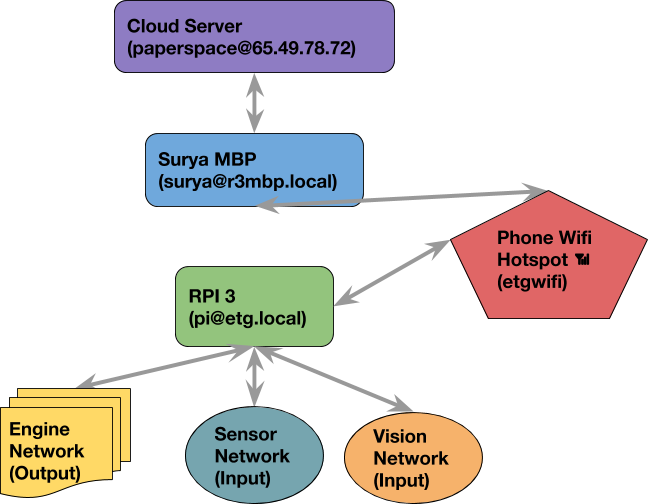 Cloud Server
(paperspace@65.49.78.72)
Surya MBP
(surya@r3mbp.local)
Phone Wifi
Hotspot 📶
(etgwifi)
RPI 3
(pi@etg.local)
Engine
Network
(Output)
Sensor
Network
(Input)
Vision
Network
(Input)